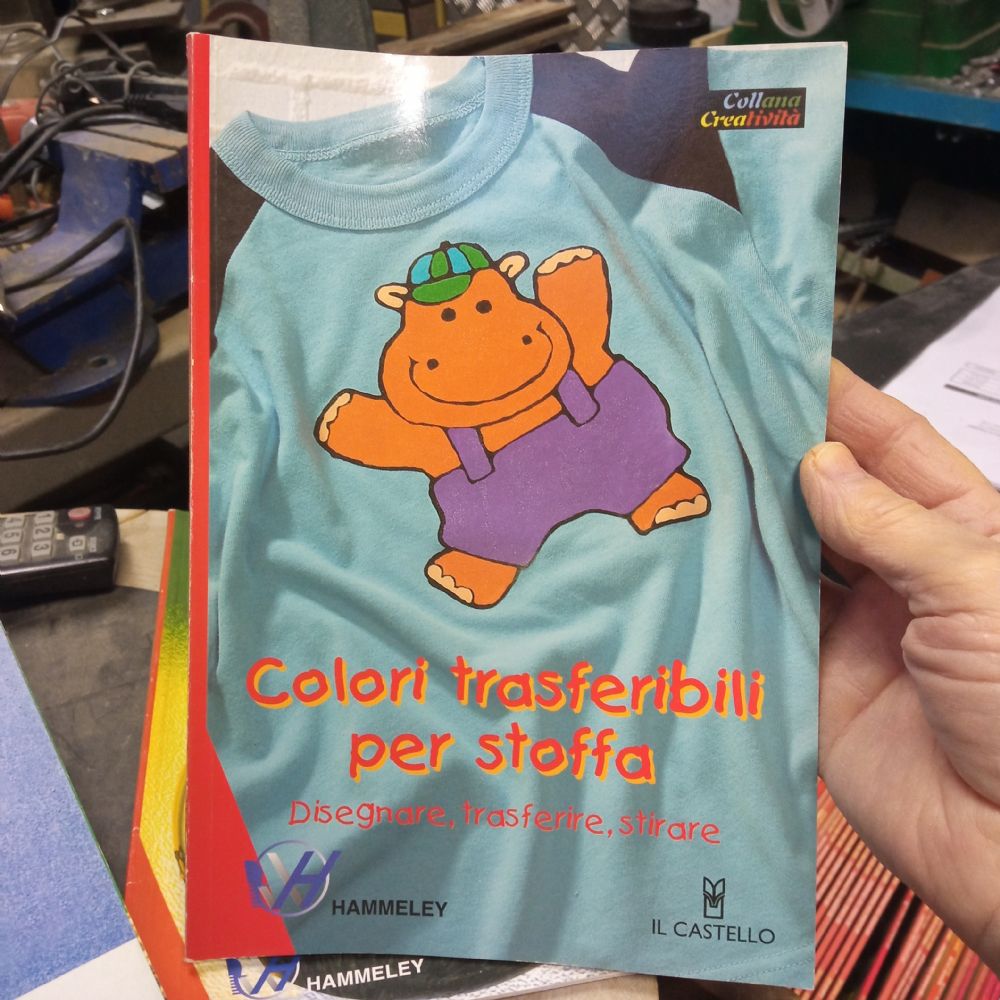 Collana
Creatività
Colori trasferibili
per stoffa
Disegnare, trasferire, stirare
HAMMELEY
IL CASTELLO
HAMMELEY